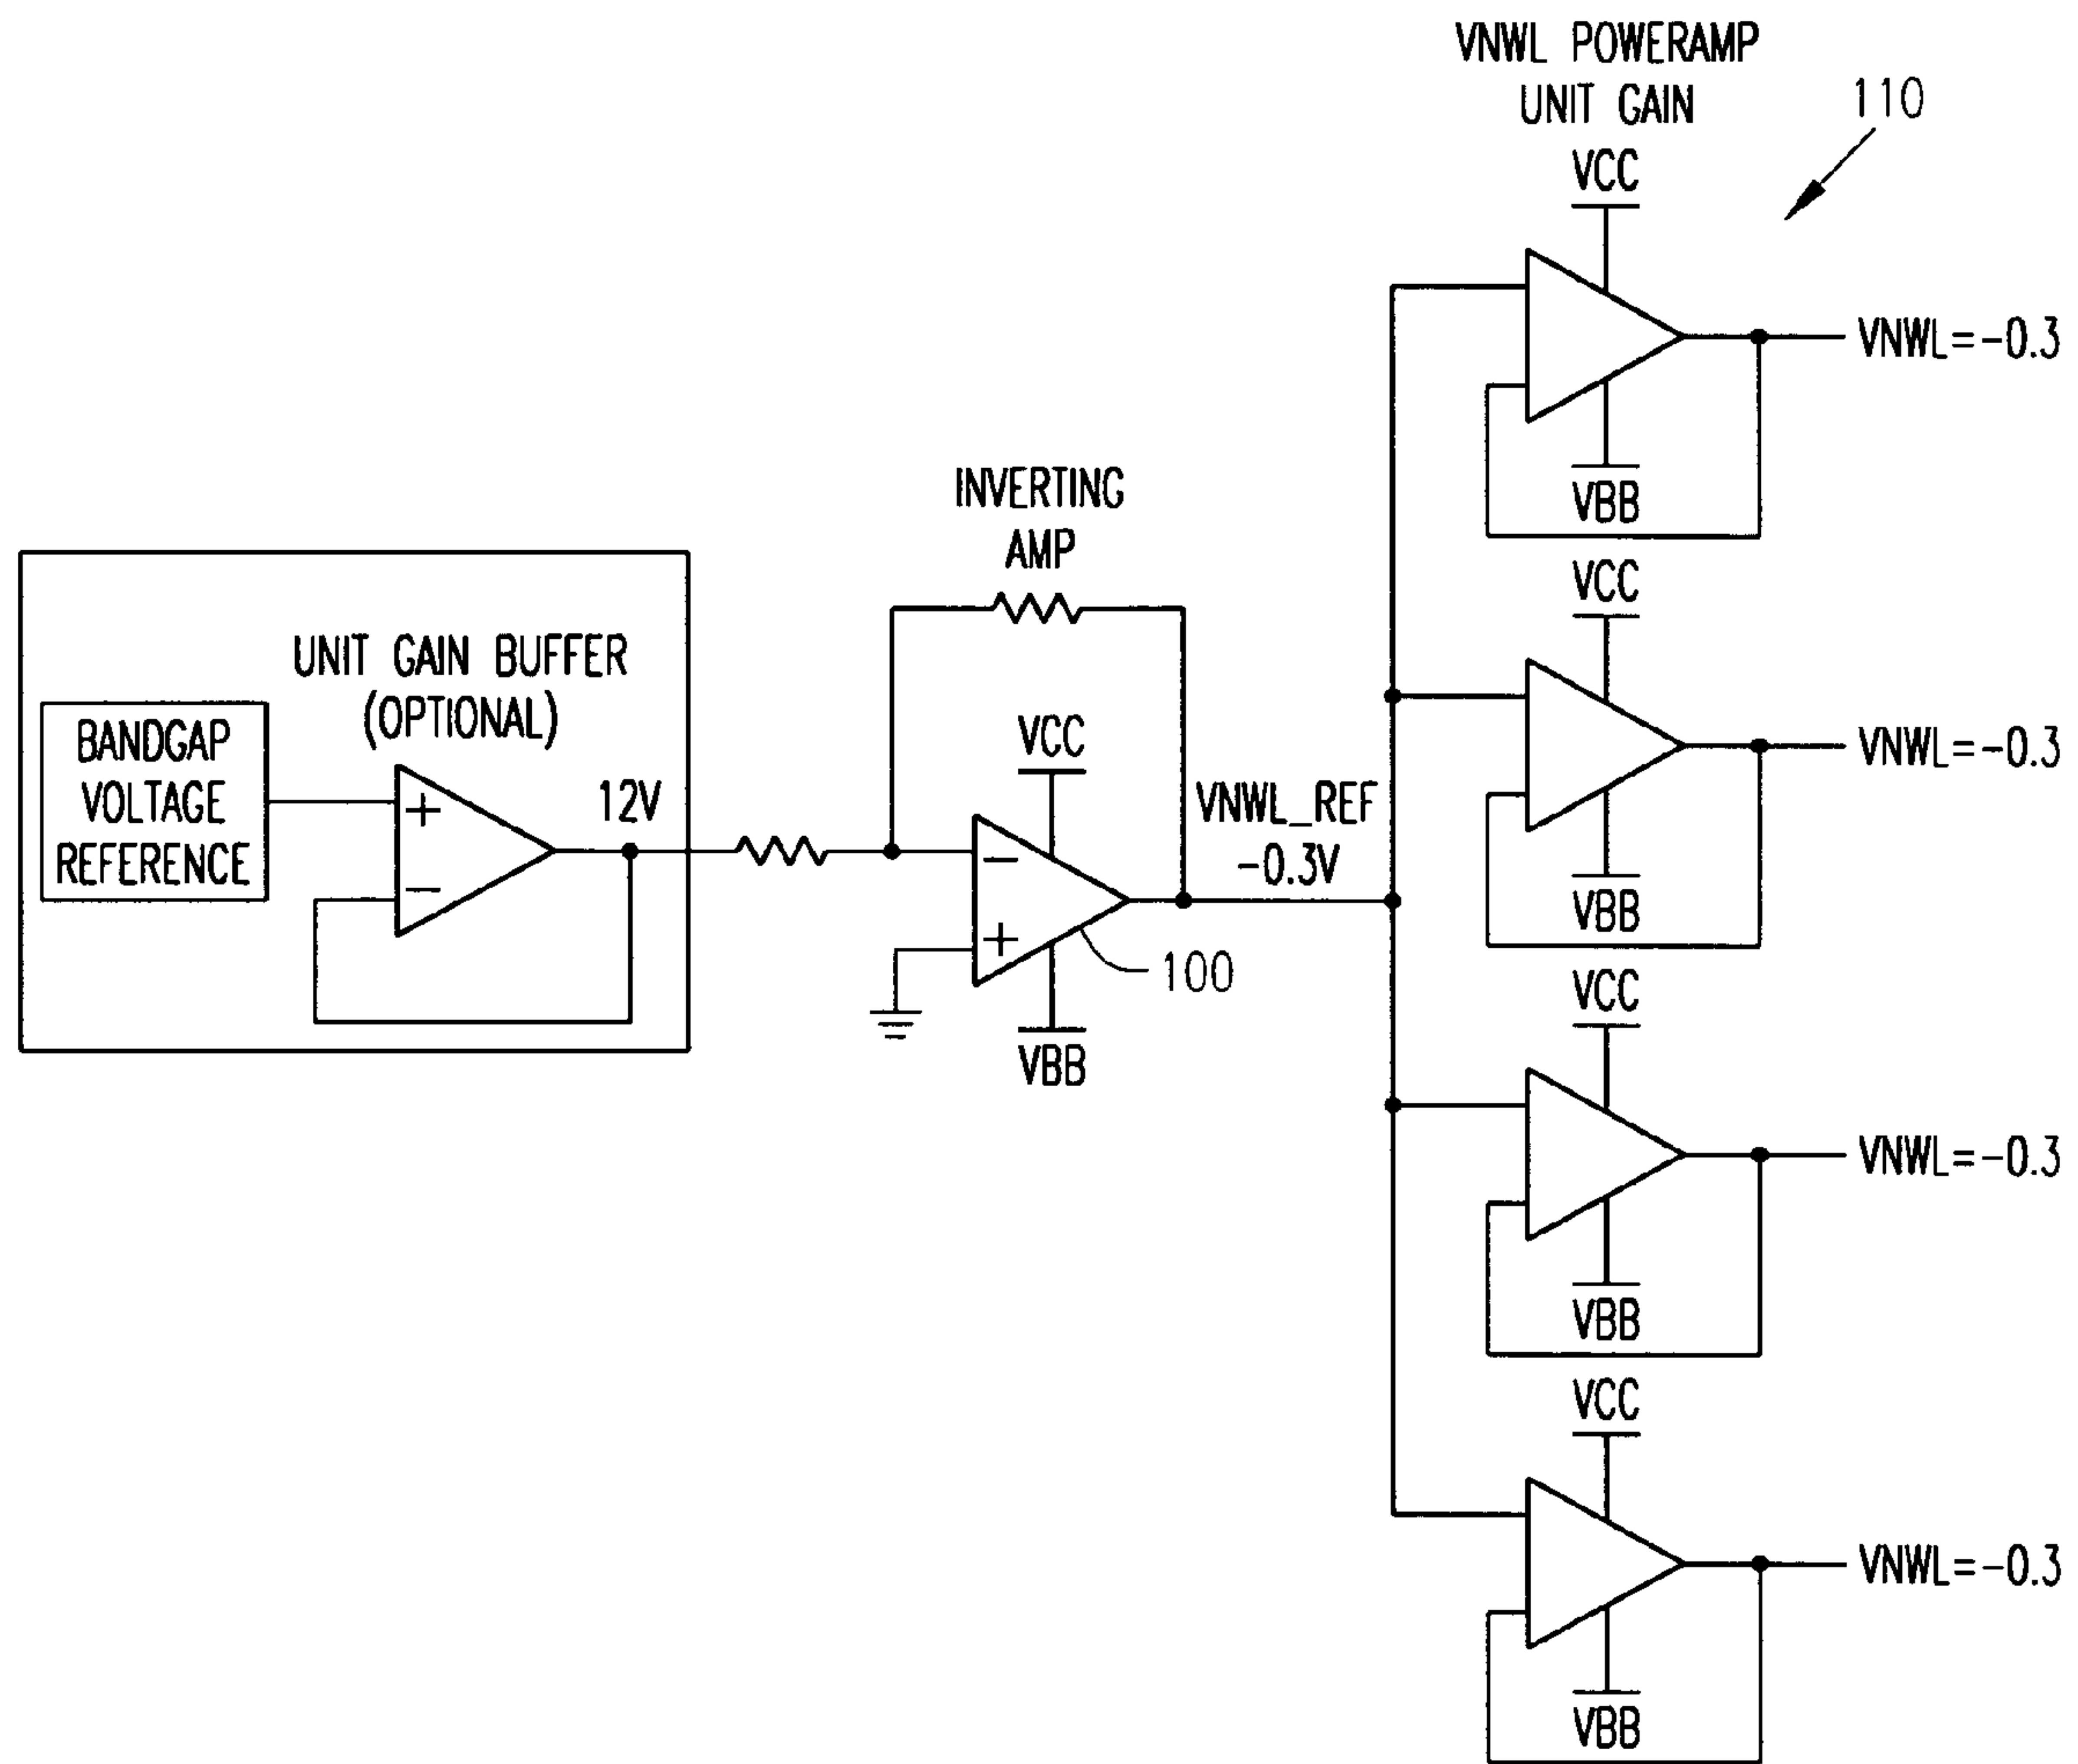 VNWL POWERAMP
UNIT GAIN
110
VCC
VNWL=-0.3
VBB
INVERTING
AMP
VCC
UNIT GAIN BUFFER
(OPTIONAL)
BANDGAP
VOLTAGE
REFERENCE
+
-
12V
VCC
-
+
VBB
100
VNWL_REF
-0.3V
VNWL=-0.3
VBB
VCC
VNWL=-0.3
VBB
VCC
VNWL=-0.3
VBB